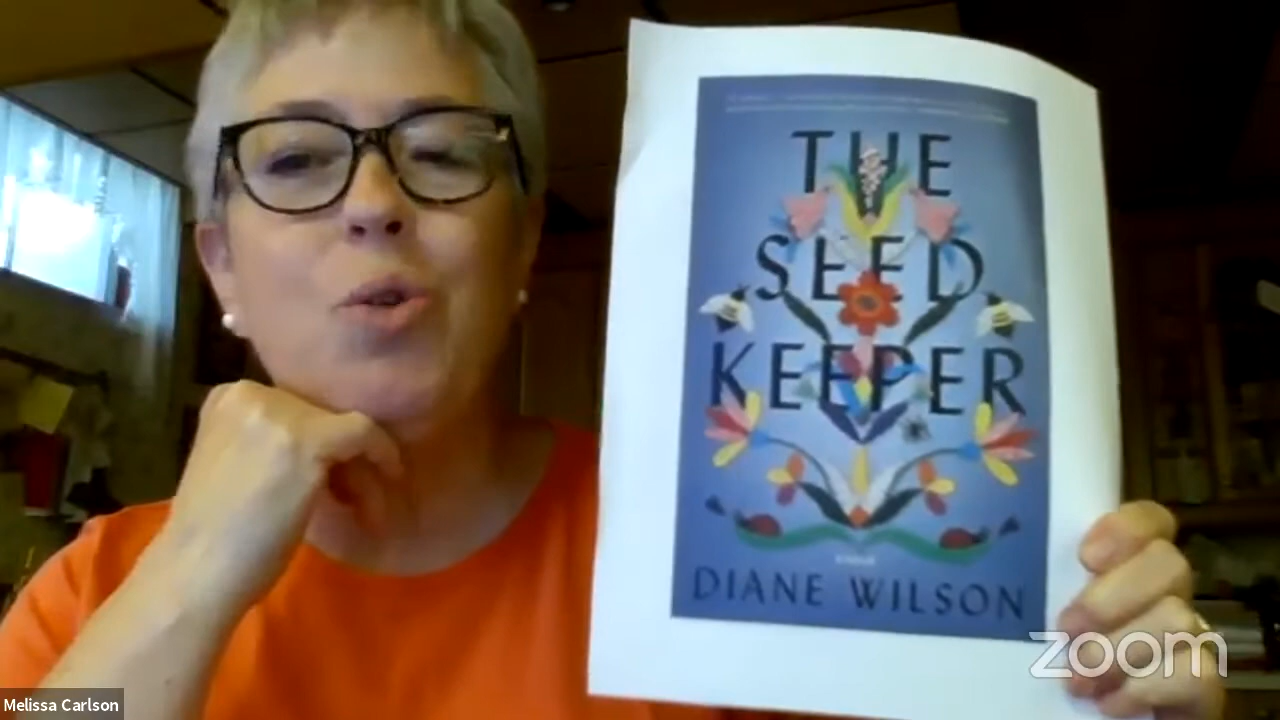 THE
SEED
KEEPER
DIANE WILSON
zoom
Melissa Carlson